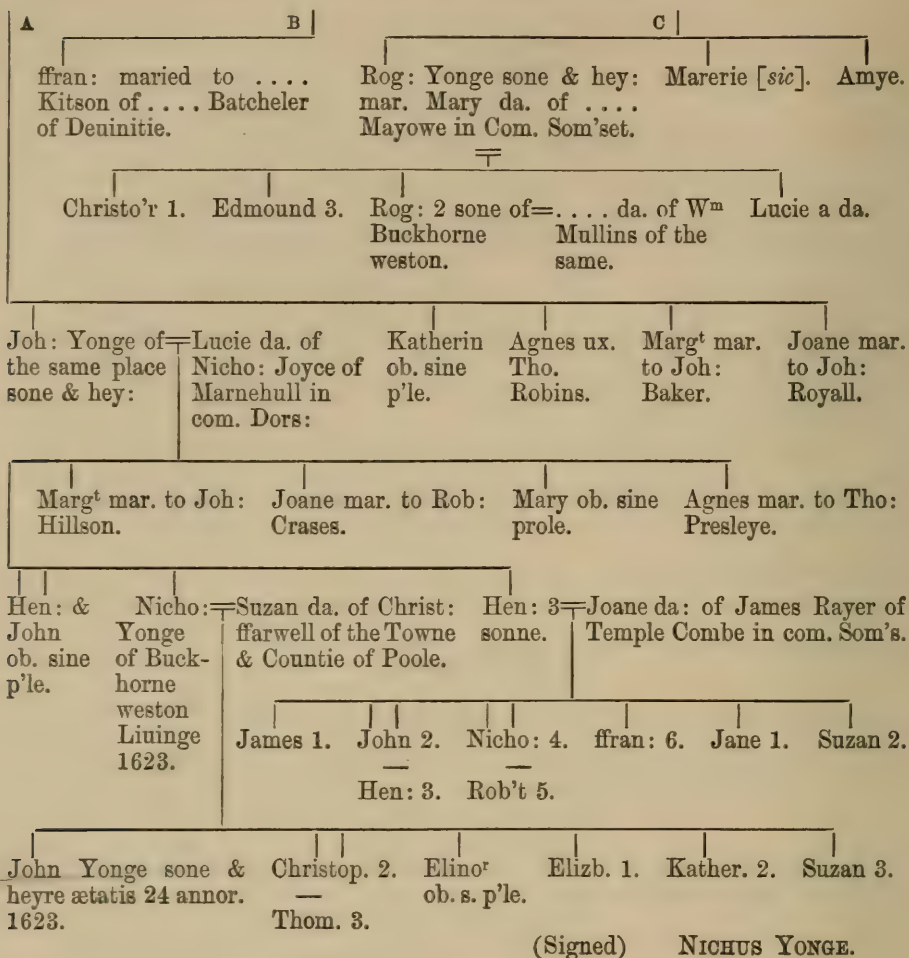 A B C
ffran: maried to . . . .
Kitson of . . . . Batcheler
of Deuinitie.
Rog: Yonge sone & hey:
mar. Mary da. of . . . .
Mayowe in Com. Som'set.
Marerie [sic].
Amye.
Christo'r 1.
Edmound 3.
Rog: 2 sone of
Buckhorne
weston.
= . . . . da. of Wᵐ
Mullins of the
same.
Lucie a da.
Joh: Yonge of
the same place
sone & hey:
Lucie da. of
Nicho: Joyce of
Marnehull in
com. Dors:
Katherin
ob. sine
p'le.
Agnes ux.
Tho.
Robins.
Margᵗ mar.
to Joh:
Baker.
Joane mar.
to Joh:
Royall.
Margᵗ mar. to Joh:
Hillson.
Joane mar. to Rob:
Crases.
Mary ob. sine
prole.
Agnes mar. to Tho:
Presleye.
Hen: &
John
ob. sine
p'le.
Nicho:
Yonge
of Buck-
horne
weston
Liuinge
1623.
Suzan da. of Christ:
ffarwell of the Towne
& Countie of Poole.
Hen: 3
sonne.
Joane da: of James Rayer of
Temple Combe in com. Som's.
James 1.
John 2.
—
Hen: 3.
Nicho: 4.
—
Rob't 5.
ffran: 6.
Jane 1.
Suzan 2.
John Yonge sone &
heyre ætatis 24 annor.
1623.
Christop. 2.
—
Thom. 3.
Elinoʳ
ob. s. p'le.
Elizb. 1.
Kather. 2.
Suzan 3.
(Signed) NICHUS YONGE.